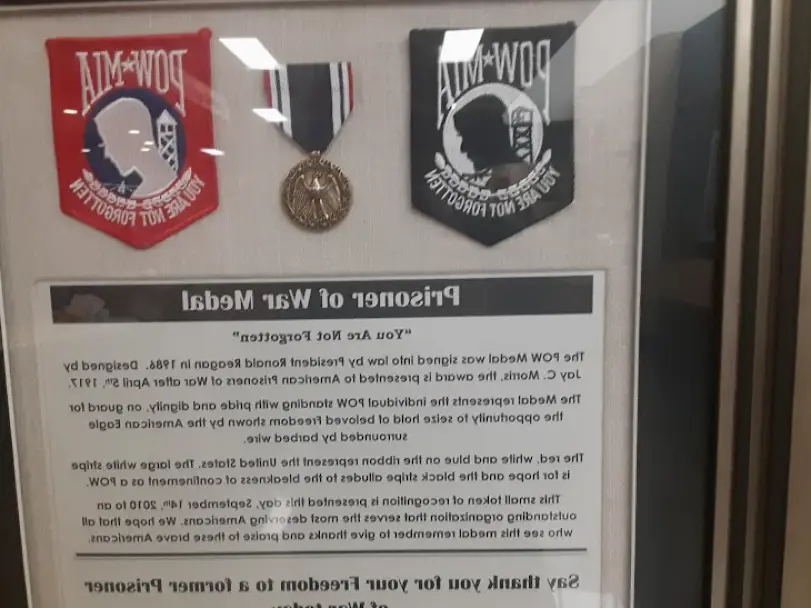 POW★MIA
YOU ARE NOT FORGOTTEN
POW★MIA
YOU ARE NOT FORGOTTEN
Prisoner of War Medal
"You Are Not Forgotten"
The POW Medal was signed into law by President Ronald Reagan in 1986. Designed by
Jay C. Morris, the award is presented to American Prisoners of War after April 5th, 1917.
The Medal represents the individual POW standing with pride and dignity, on guard for
the opportunity to seize hold of beloved Freedom shown by the American Eagle
surrounded by barbed wire.
The red, white and blue on the ribbon represent the United States. The large white stripe
is for hope and the black stripe alludes to the bleakness of confinement as a POW.
This small token of recognition is presented this day, September 14th, 2010 to an
outstanding organization that serves the most deserving Americans. We hope that all
who see this medal remember to give thanks and praise to these brave Americans.
Say thank you for your Freedom to a former Prisoner
of War today